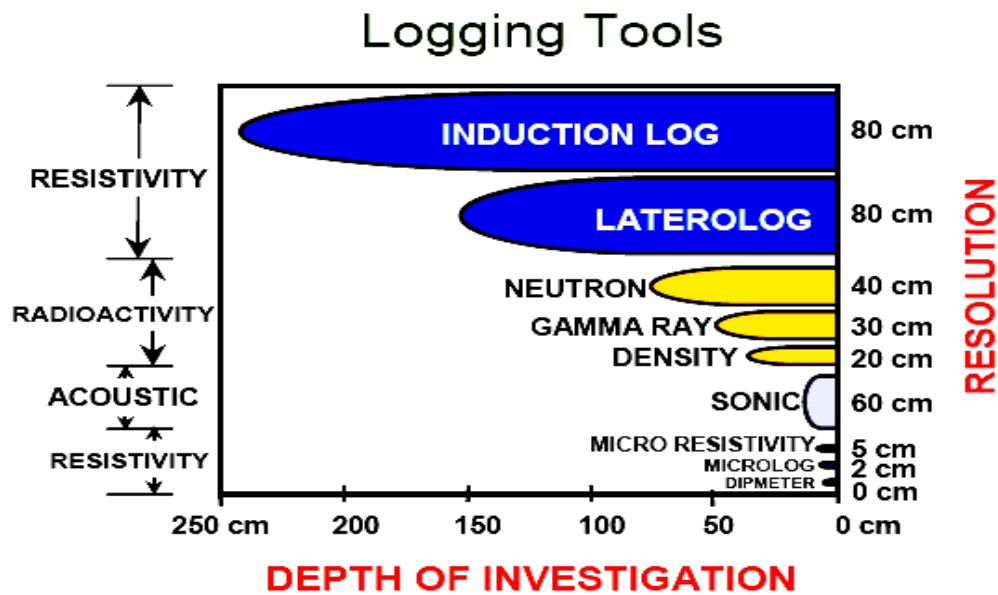 Logging Tools
INDUCTION LOG
80 cm
RESISTIVITY
LATEROLOG
80 cm
NEUTRON
40 cm
RADIOACTIVITY
GAMMA RAY
30 cm
DENSITY
20 cm
ACOUSTIC
SONIC
60 cm
RESISTIVITY
MICRO RESISTIVITY
5 cm
MICROLOG
2 cm
DIPMETER
0 cm
RESOLUTION
250 cm 200 150 100 50 0 cm
DEPTH OF INVESTIGATION